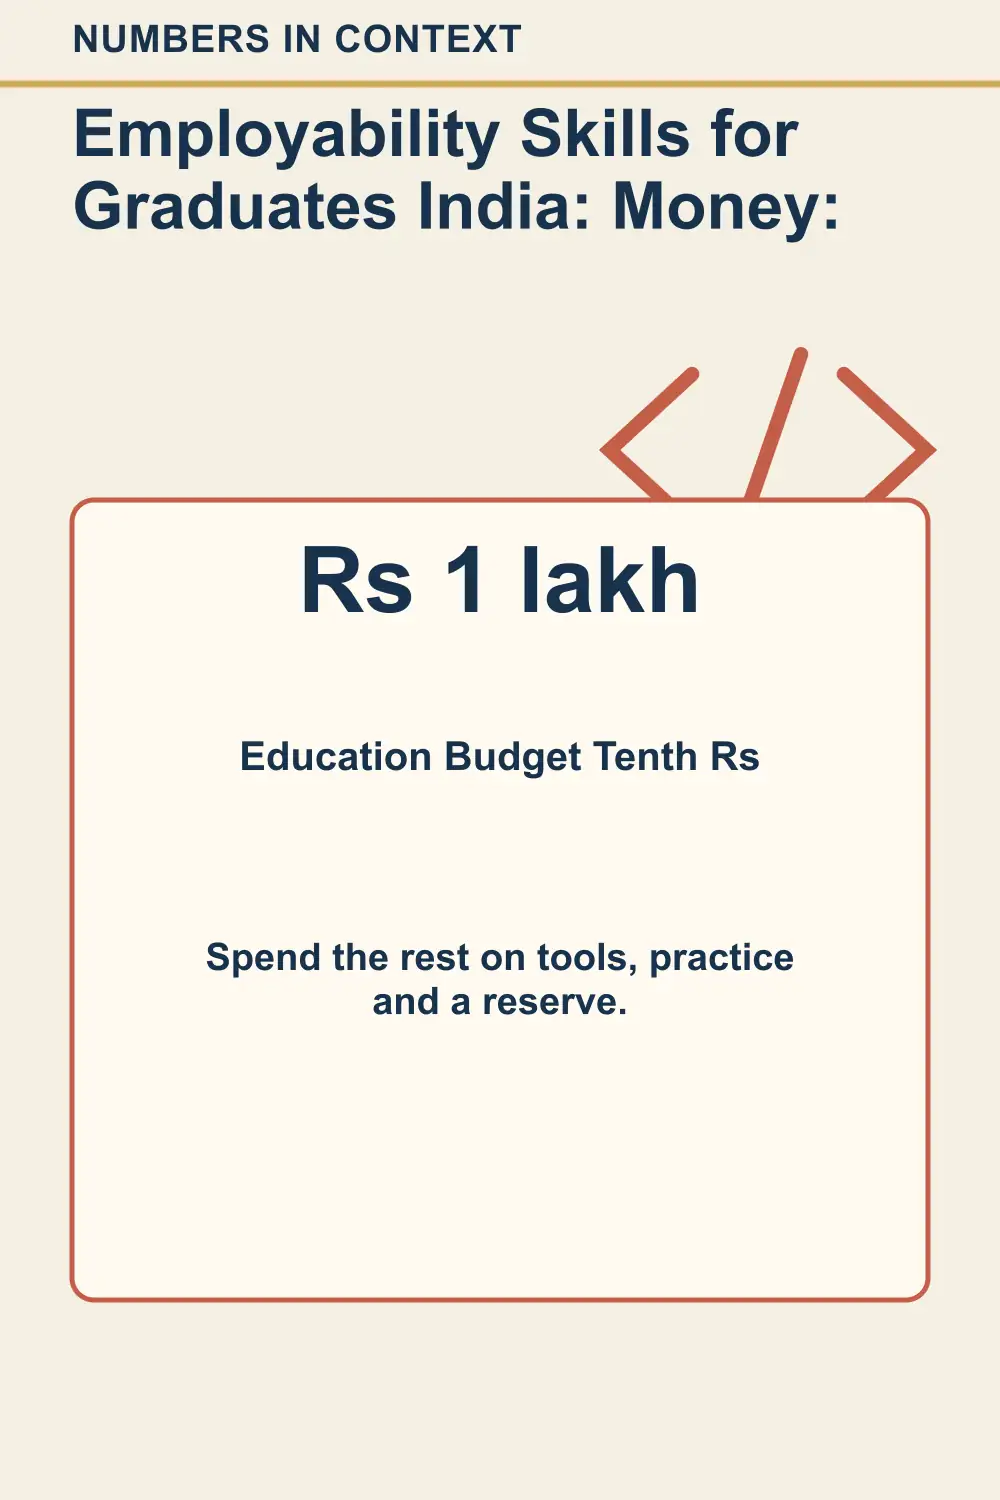 NUMBERS IN CONTEXT
Employability Skills for
Graduates India: Money:
Rs 1 lakh
Education Budget Tenth Rs
Spend the rest on tools, practice
and a reserve.